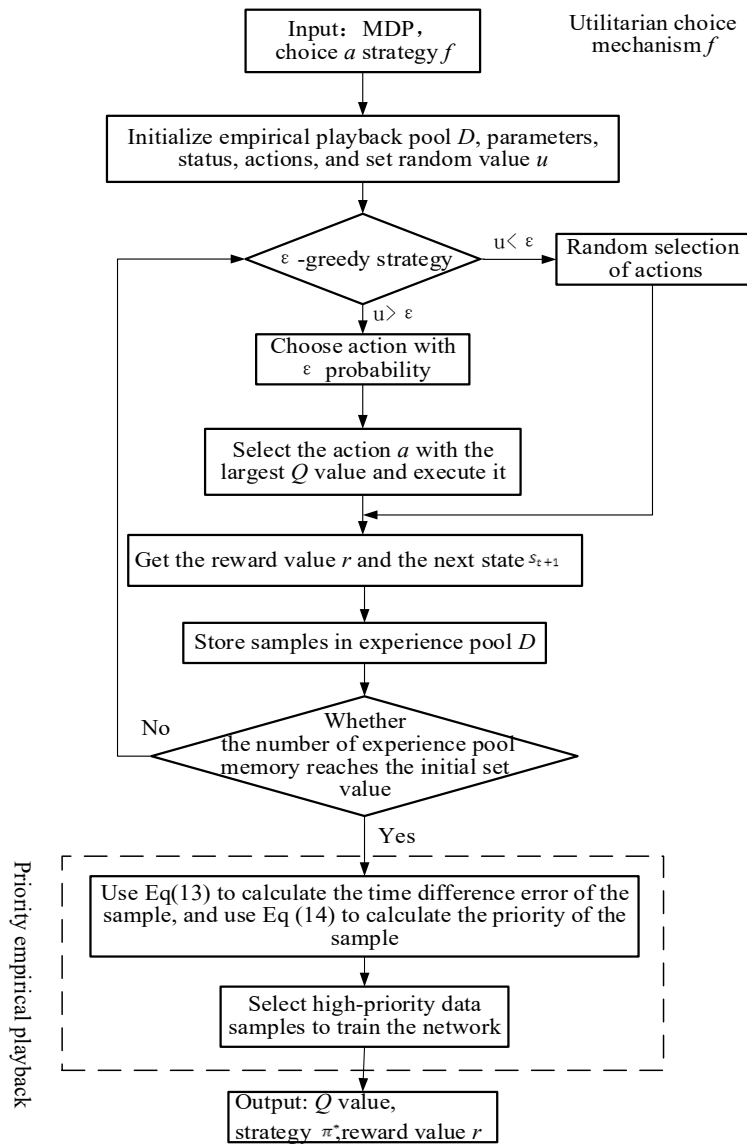 Input：MDP，
choice a strategy f
Utilitarian choice
mechanism f
Initialize empirical playback pool D, parameters,
status, actions, and set random value u
ε -greedy strategy
u< ε
Random selection
of actions
u> ε
Choose action with
ε probability
Select the action a with the
largest Q value and execute it
Get the reward value r and the next state s_{t+1}
Store samples in experience pool D
No
Whether
the number of experience pool
memory reaches the initial set
value
Yes
Priority empirical
playback
Use Eq(13) to calculate the time difference error of the
sample, and use Eq (14) to calculate the priority of the
sample
Select high-priority data
samples to train the network
Output: Q value,
strategy π*,reward value r